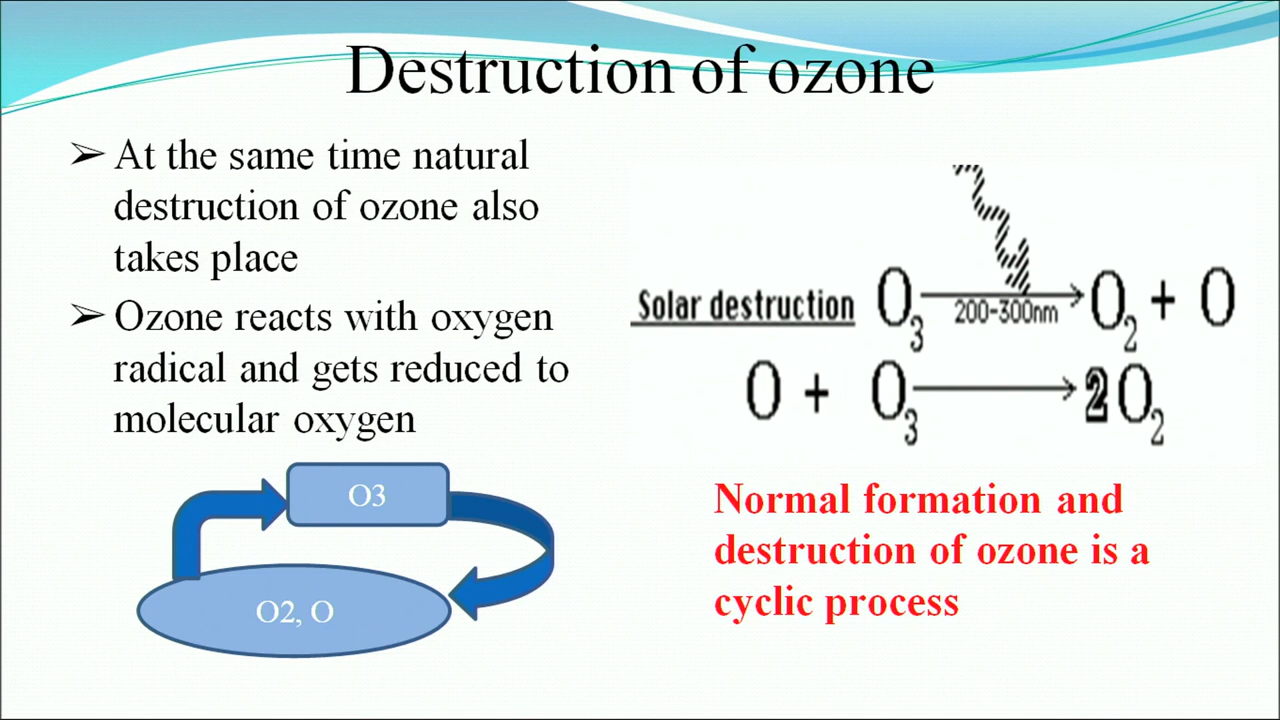 Destruction of ozone
➢ At the same time natural
destruction of ozone also
takes place
➢ Ozone reacts with oxygen
radical and gets reduced to
molecular oxygen
Solar destruction O₃ → O₂ + O
200-300nm
O + O₃ → 2O₂
O3
O2, O
Normal formation and
destruction of ozone is a
cyclic process